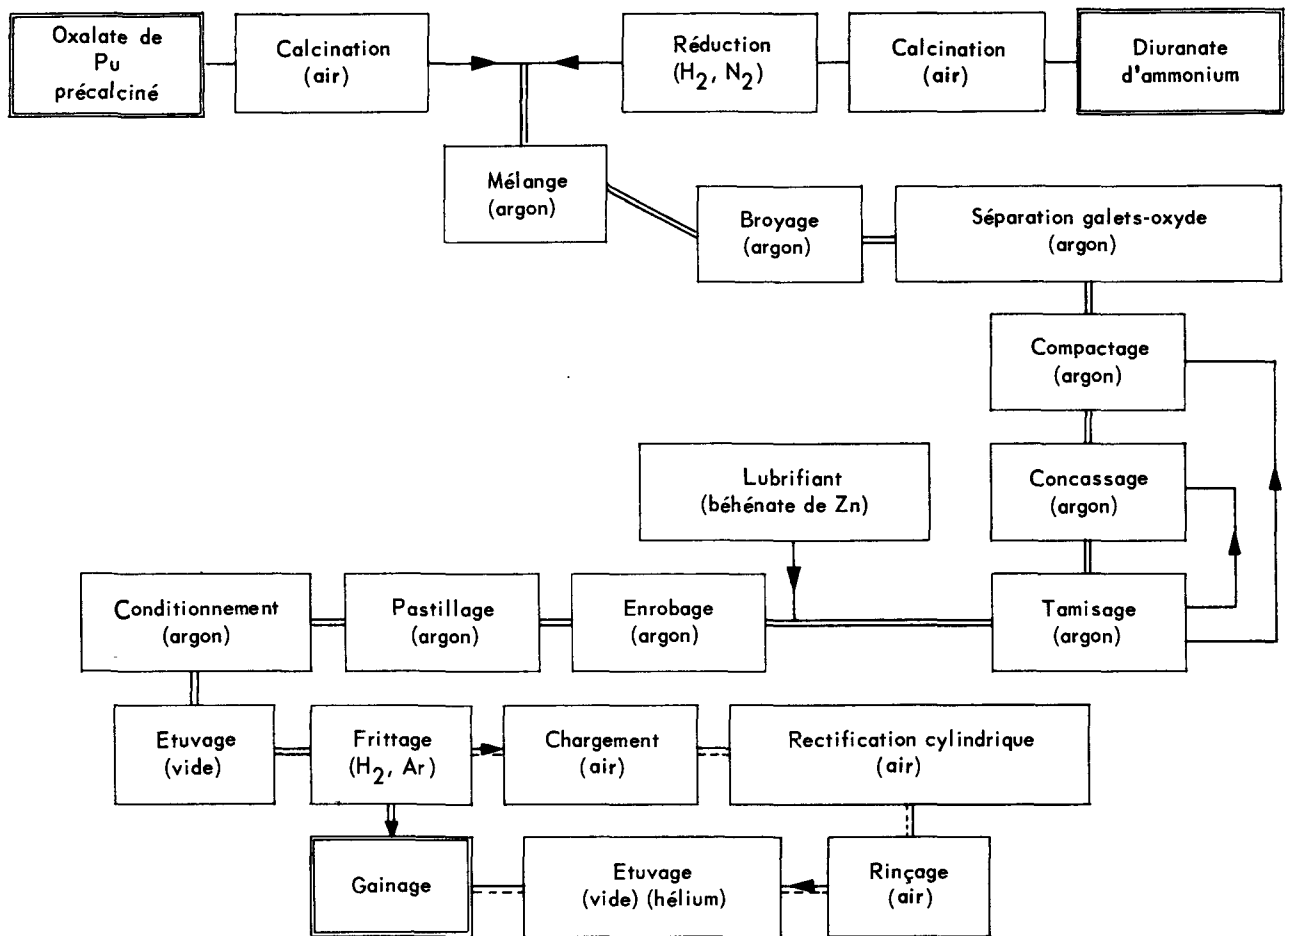 Oxalate de
Pu
précalciné
Calcination
(air)
Réduction
(H2, N2)
Calcination
(air)
Diuranate
d'ammonium
Mélange
(argon)
Broyage
(argon)
Séparation galets-oxyde
(argon)
Compactage
(argon)
Concassage
(argon)
Lubrifiant
(béhénate de Zn)
Conditionnement
(argon)
Pastillage
(argon)
Enrobage
(argon)
Tamisage
(argon)
Etuvage
(vide)
Frittage
(H2, Ar)
Chargement
(air)
Rectification cylindrique
(air)
Gainage
Etuvage
(vide) (hélium)
Rinçage
(air)